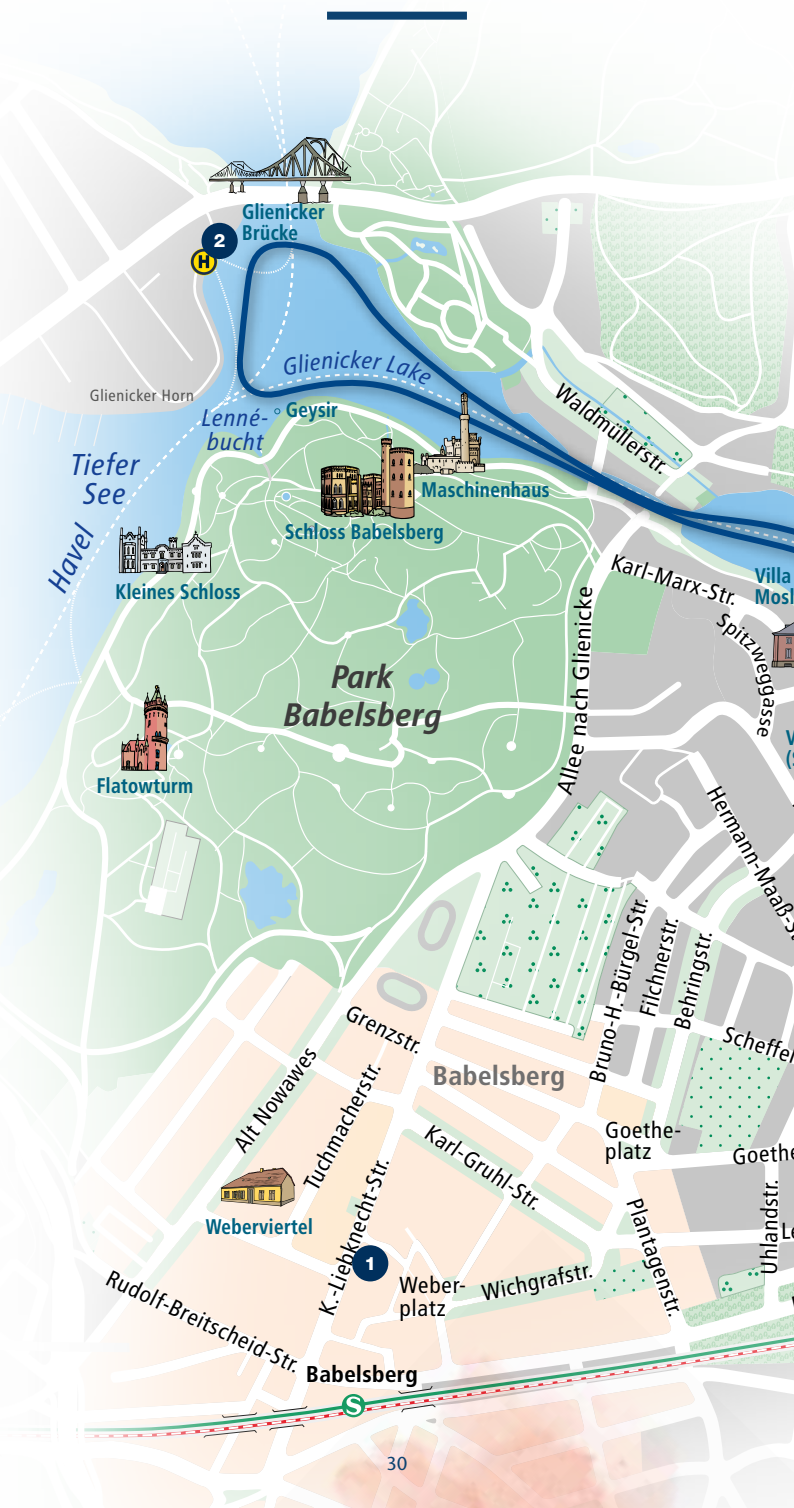 Glienicker
Brücke
2
H
Glienicker Lake
Glienicker Horn
Lenné-
bucht
Geysir
Waldmüllerstr.
Tiefer
See
Havel
Maschinenhaus
Schloss Babelsberg
Kleines Schloss
Karl-Marx-Str.
Villa
Spitzweggasse
Allee nach Glienicke
Park
Babelsberg
Flatowturm
Hermann-Maaß-S
Bruno-H.-Bürgel-Str.
Filchnerstr.
Behringstr.
Grenzstr.
Scheffel
Babelsberg
Alt Nowawes
Tuchmacherstr.
Karl-Gruhl-Str.
Goethe-
platz
Goethe
Weberviertel
K.-Liebknecht-Str.
1
Plantagenstr.
Uhlandstr.
Le
Weber-
platz
Wichgrafstr.
Rudolf-Breitscheid-Str.
Babelsberg
S
30